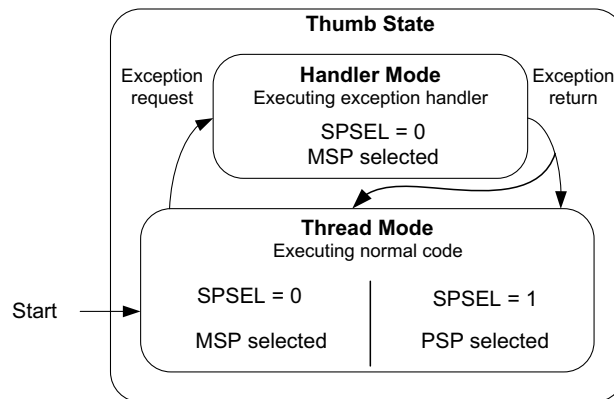 Thumb State
Exception
request
Handler Mode
Executing exception handler
SPSEL = 0
MSP selected
Exception
return
Thread Mode
Executing normal code
SPSEL = 0
MSP selected
SPSEL = 1
PSP selected
Start